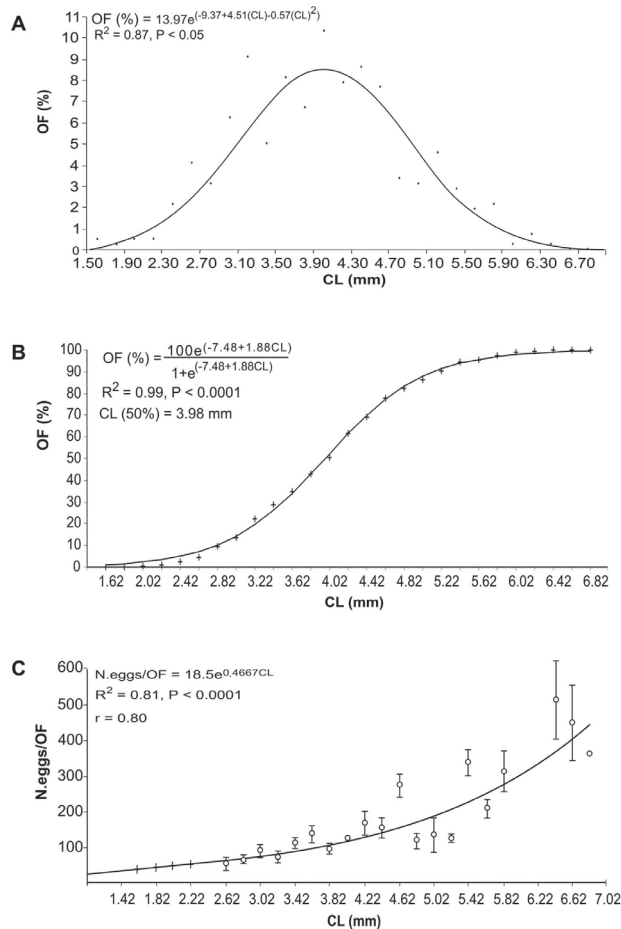 A
OF (%) = 13.97e^(-9.37+4.51(CL)-0.57(CL)^2)
R^2 = 0.87, P < 0.05
OF (%)
11
10
9
8
7
6
5
4
3
2
1
0
1.50 1.90 2.30 3.10 3.50 3.90 4.30 4.70 5.10 5.50 5.90 6.30 6.70
CL (mm)
B
OF (%) = 100e^(-7.48+1.88CL)
1+e^(-7.48+1.88CL)
R^2 = 0.99, P < 0.0001
CL (50%) = 3.98 mm
OF (%)
100
90
80
70
60
50
40
30
20
10
0
1.62 2.02 2.42 2.82 3.22 3.62 4.02 4.42 4.82 5.22 5.62 6.02 6.42 6.82
CL (mm)
C
N.eggs/OF = 18.5e^0,4667CL
R^2 = 0.81, P < 0.0001
r = 0.80
N.eggs/OF
600
500
400
300
200
100
1.42 1.82 2.22 2.62 3.02 3.42 3.82 4.22 4.62 5.02 5.42 5.82 6.22 6.62 7.02
CL (mm)